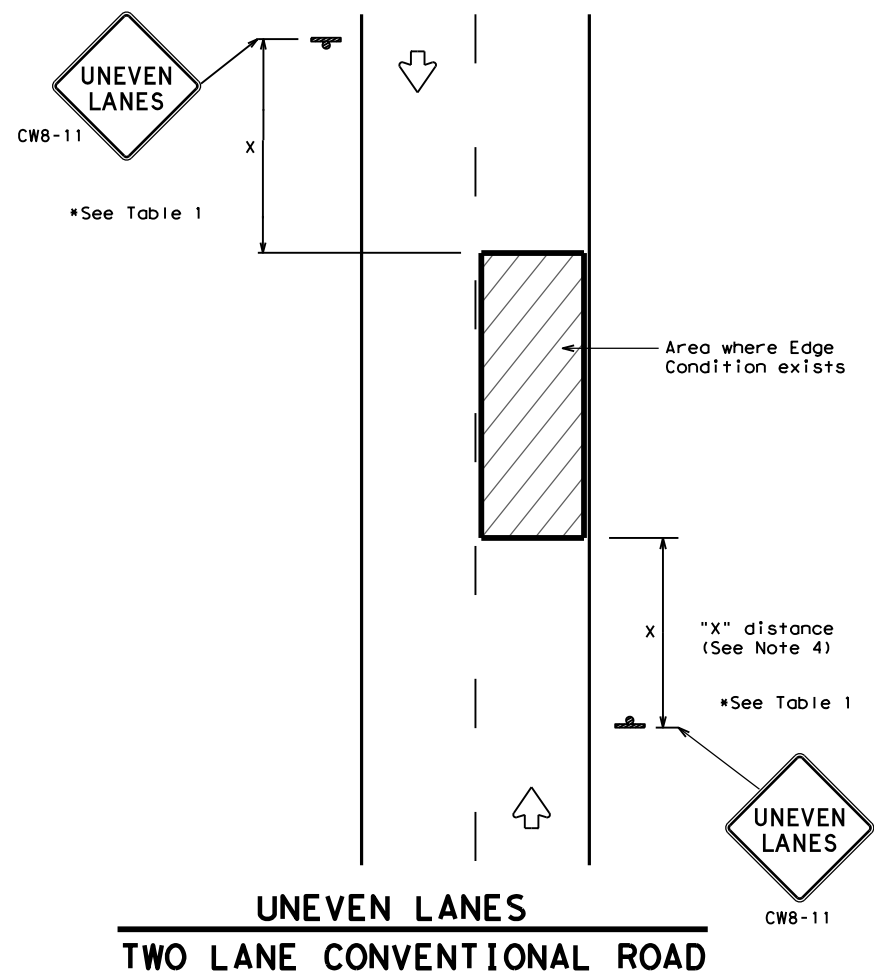 UNEVEN
LANES
CW8-11
X
*See Table 1
Area where Edge
Condition exists
X
"X" distance
(See Note 4)
*See Table 1
UNEVEN
LANES
CW8-11
UNEVEN LANES
TWO LANE CONVENTIONAL ROAD